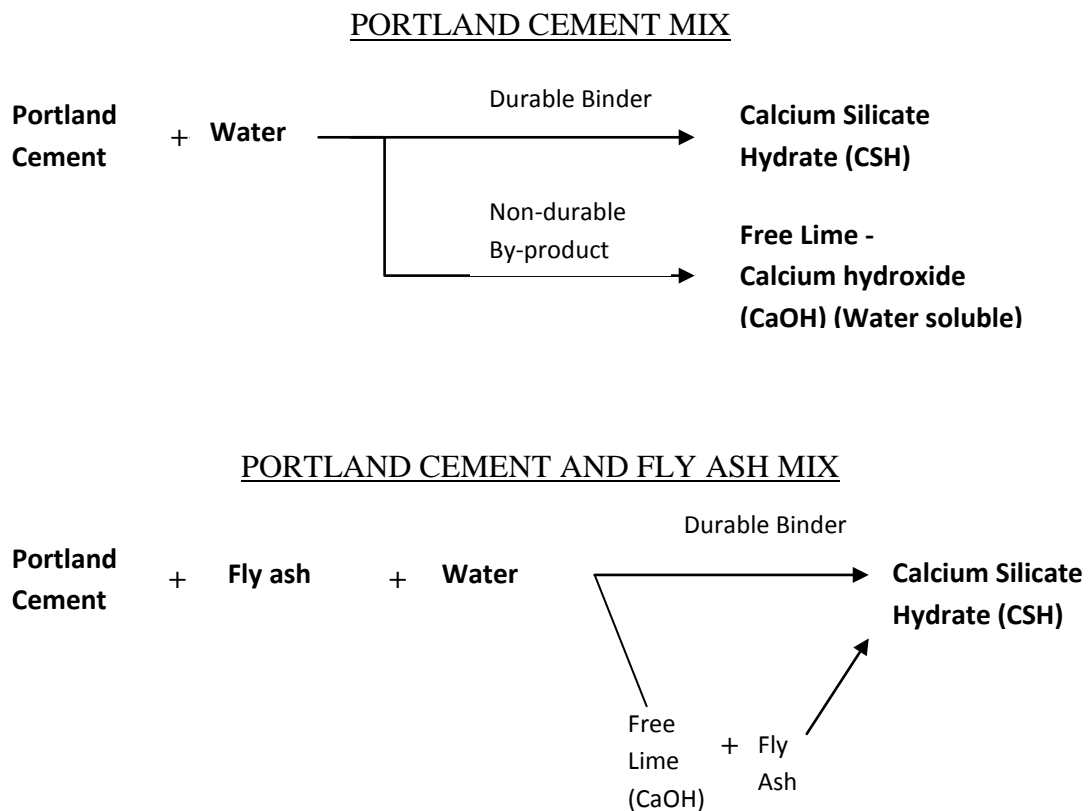 PORTLAND CEMENT MIX
Durable Binder
Portland
Cement
+ Water
Calcium Silicate
Hydrate (CSH)
Non-durable
By-product
Free Lime -
Calcium hydroxide
(CaOH) (Water soluble)
PORTLAND CEMENT AND FLY ASH MIX
Durable Binder
Portland
Cement
+ Fly ash + Water
Calcium Silicate
Hydrate (CSH)
Free
Lime
(CaOH)
+ Fly
Ash